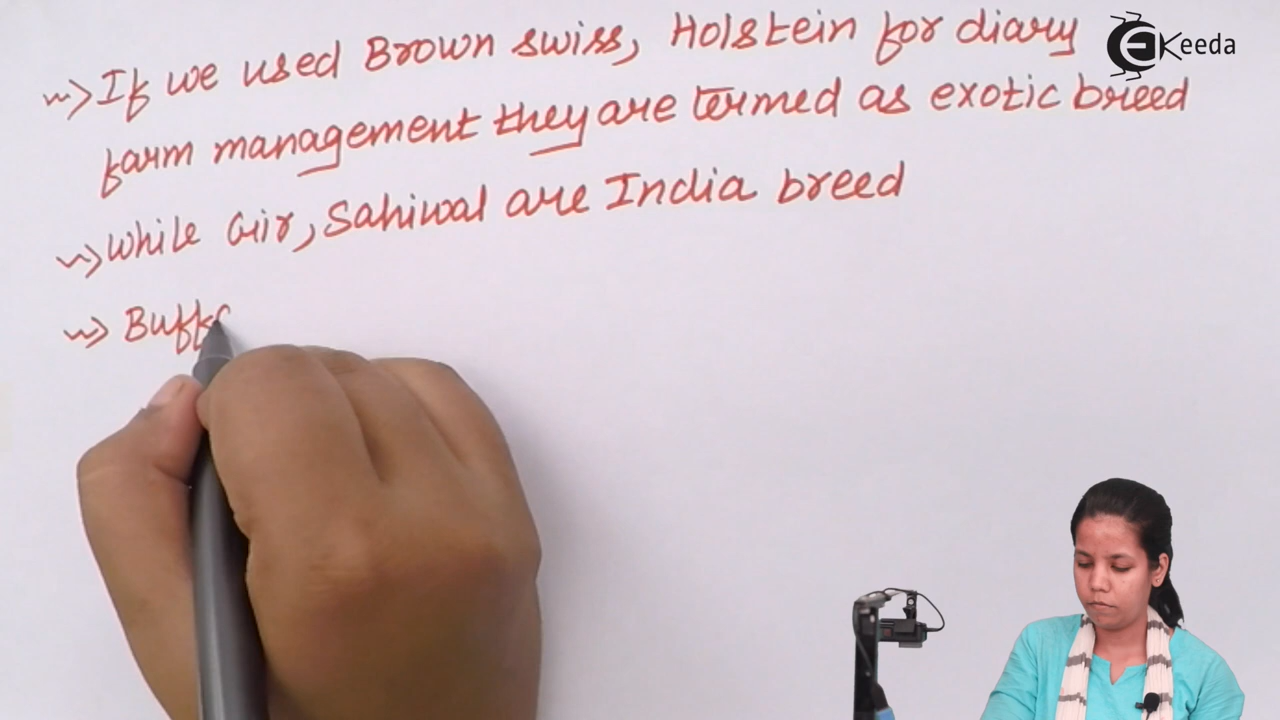 If we used Brown swiss, Holstein for diary
farm management they are termed as exotic breed
while Gir, Sahiwal are India breed
Buff
EKeeda